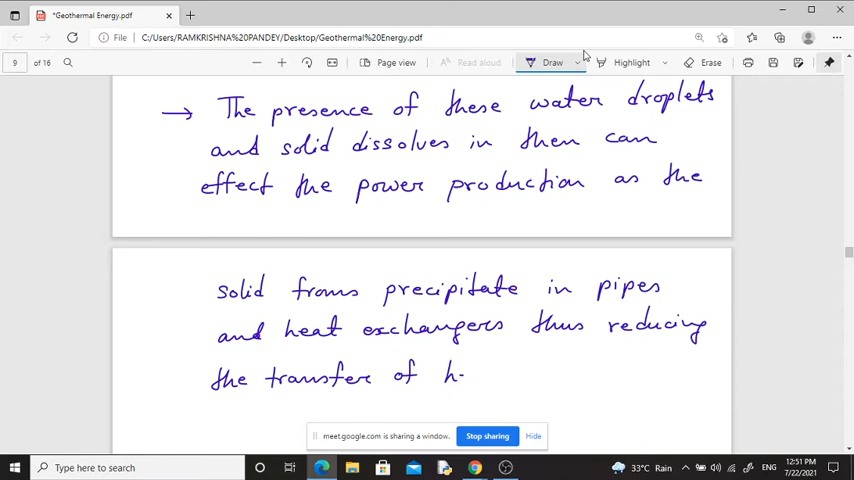 *Geothermal Energy.pdf
File
C:/Users/RAMKRISHNA%20PANDEY/Desktop/Geothermal%20Energy.pdf
9 of 16
Page view
Read aloud
Draw
Highlight
Erase
→ The presence of these water droplets
and solid dissolves in then can
effect the power production as the
solid froms precipitate in pipes
and heat exchangers thus reducing
the transfer of h
meet.google.com is sharing a window.
Stop sharing
Hide
Type here to search
33°C Rain
ENG
12:51 PM
7/22/2021